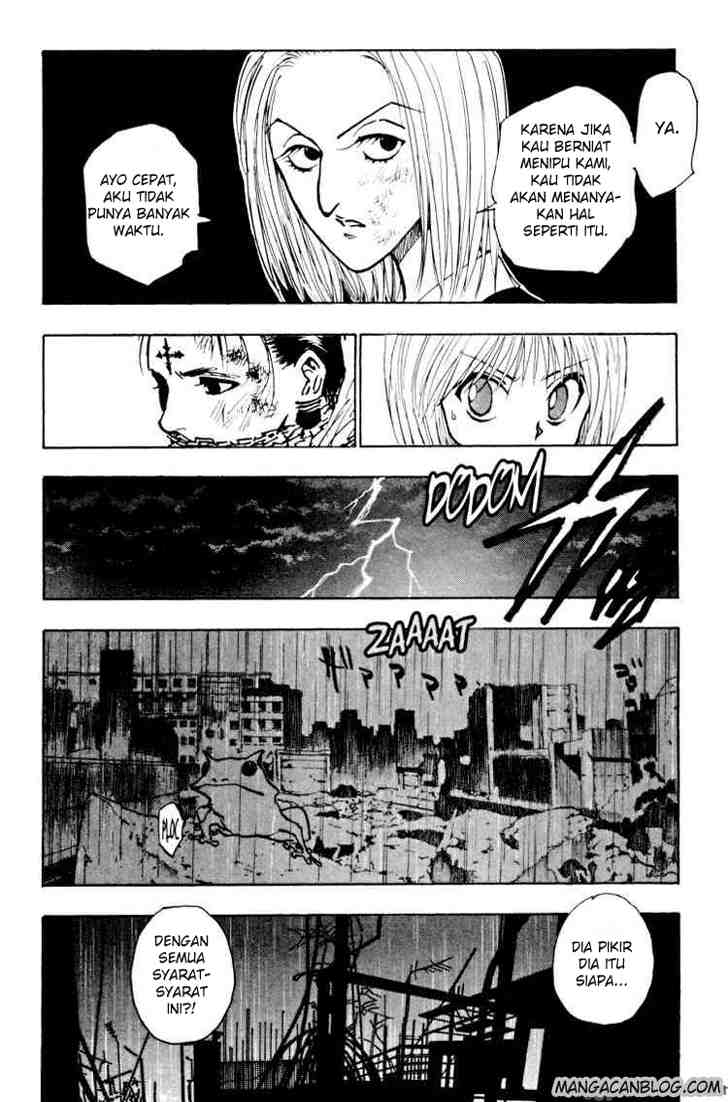 YA.
KARENA JIKA
KAU BERNIAT
MENIPU KAMI,
KAU TIDAK
AKAN MENANYA-
KAN HAL
SEPERTI ITU.
AYO CEPAT,
AKU TIDAK
PUNYA BANYAK
WAKTU.
DODOM
ZAAAAT
PLOC
DIA PIKIR
DIA ITU
SIAPA...
DENGAN
SEMUA
SYARAT-
SYARAT
INI?!
MANGACANBLOG.COM